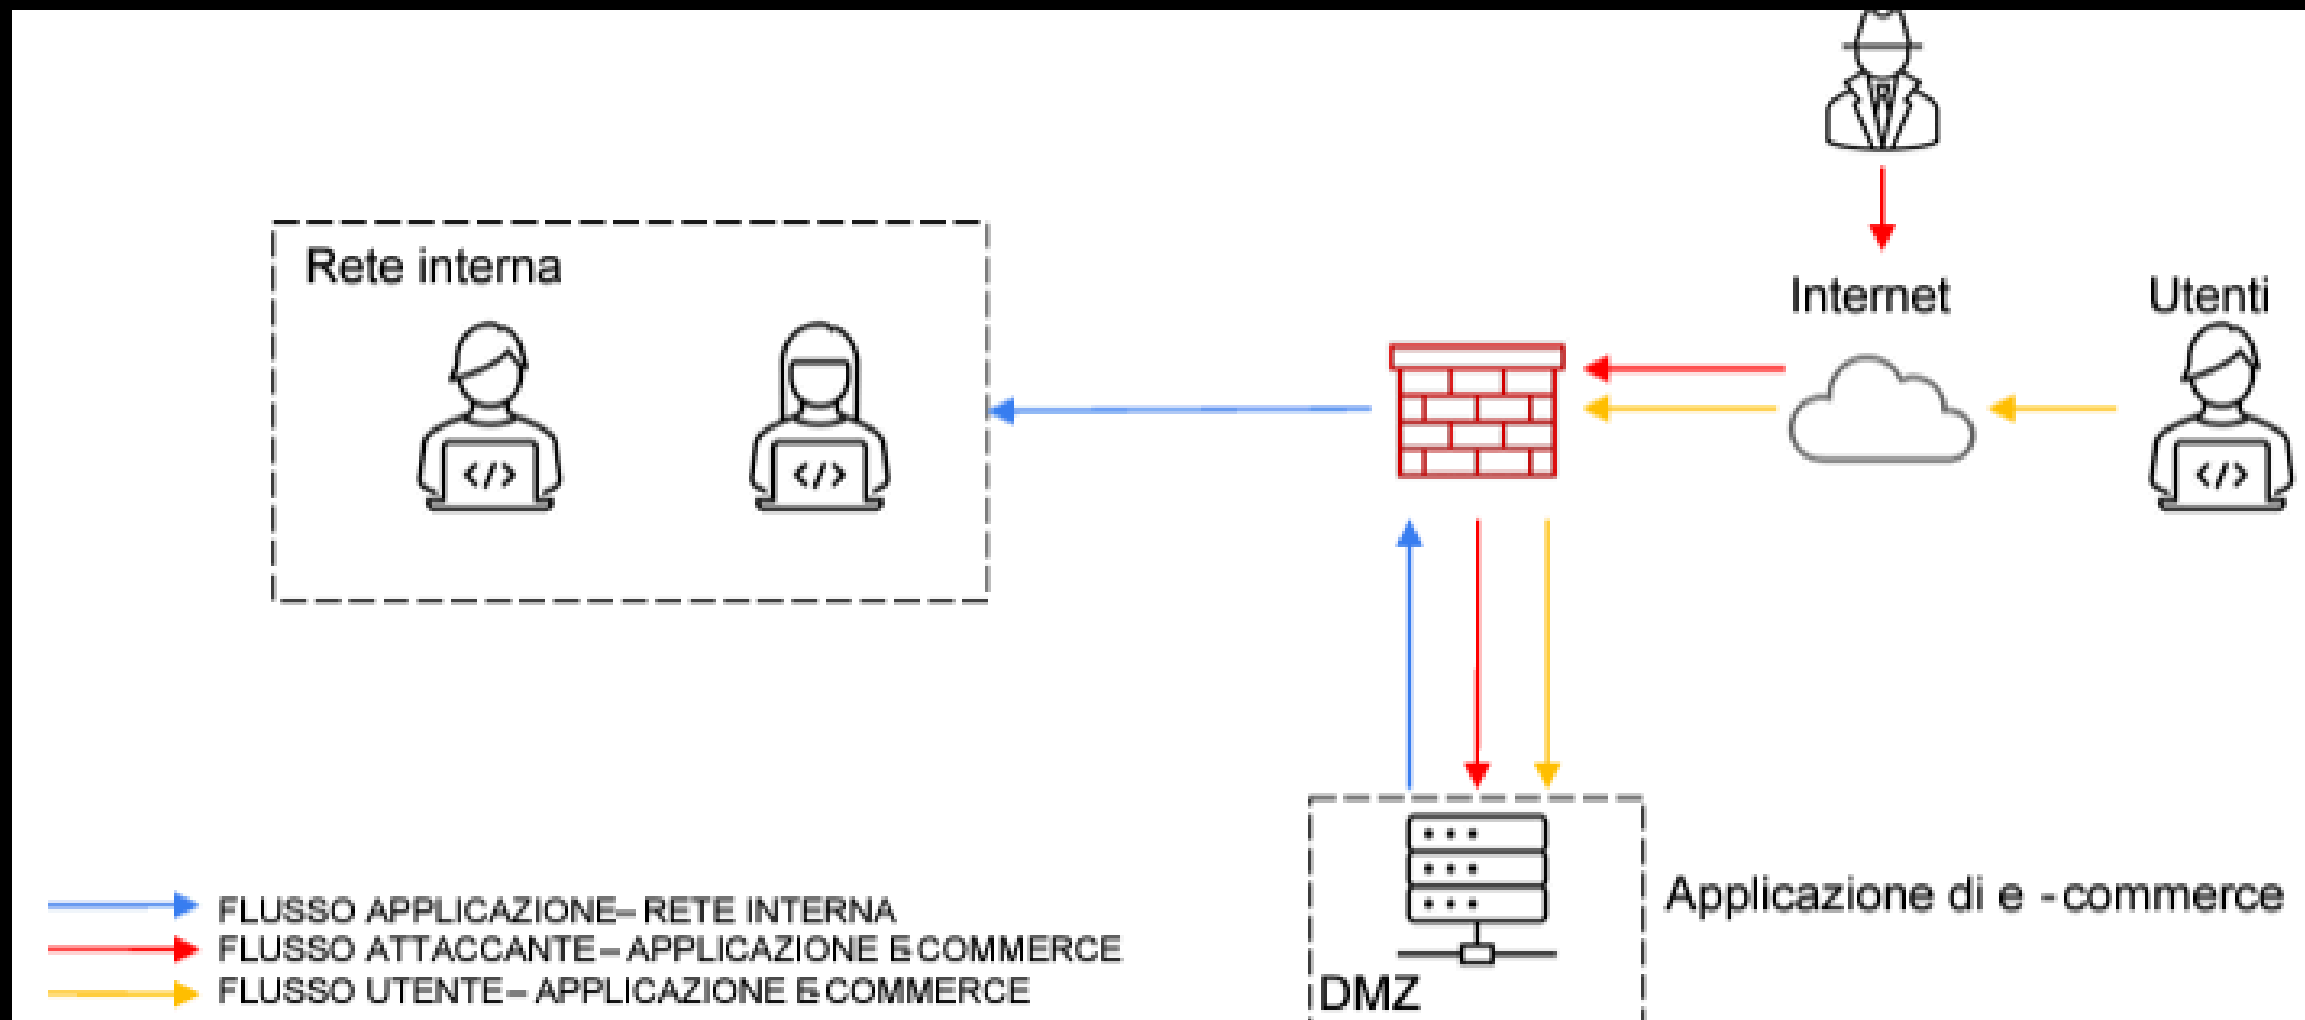 Rete interna
Internet
Utenti
</>
</>
</>
Applicazione di e -commerce
DMZ
FLUSSO APPLICAZIONE– RETE INTERNA
FLUSSO ATTACCANTE– APPLICAZIONE E-COMMERCE
FLUSSO UTENTE– APPLICAZIONE E-COMMERCE